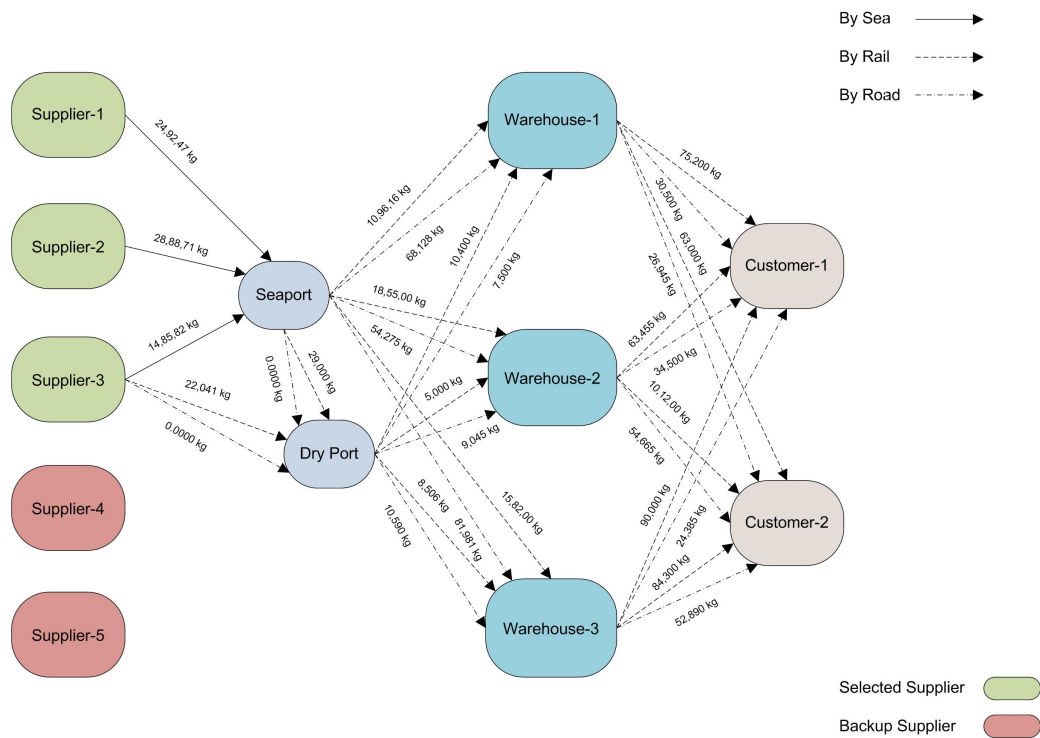 By Sea
By Rail
By Road
Supplier-1
Supplier-2
Supplier-3
Supplier-4
Supplier-5
24,92,47 kg
28,88,71 kg
14,85,82 kg
22,041 kg
0.0000 kg
Seaport
Dry Port
0.0000 kg
29,000 kg
10,96,16 kg
68,128 kg
10,400 kg
7,500 kg
18,55,00 kg
54,275 kg
5,000 kg
9,045 kg
8,506 kg
10,590 kg
81,981 kg
15,82,00 kg
Warehouse-1
Warehouse-2
Warehouse-3
75,200 kg
30,500 kg
63,000 kg
26,945 kg
63,455 kg
34,500 kg
10,12,00 kg
54,665 kg
90,000 kg
24,385 kg
84,300 kg
52,890 kg
Customer-1
Customer-2
Selected Supplier
Backup Supplier